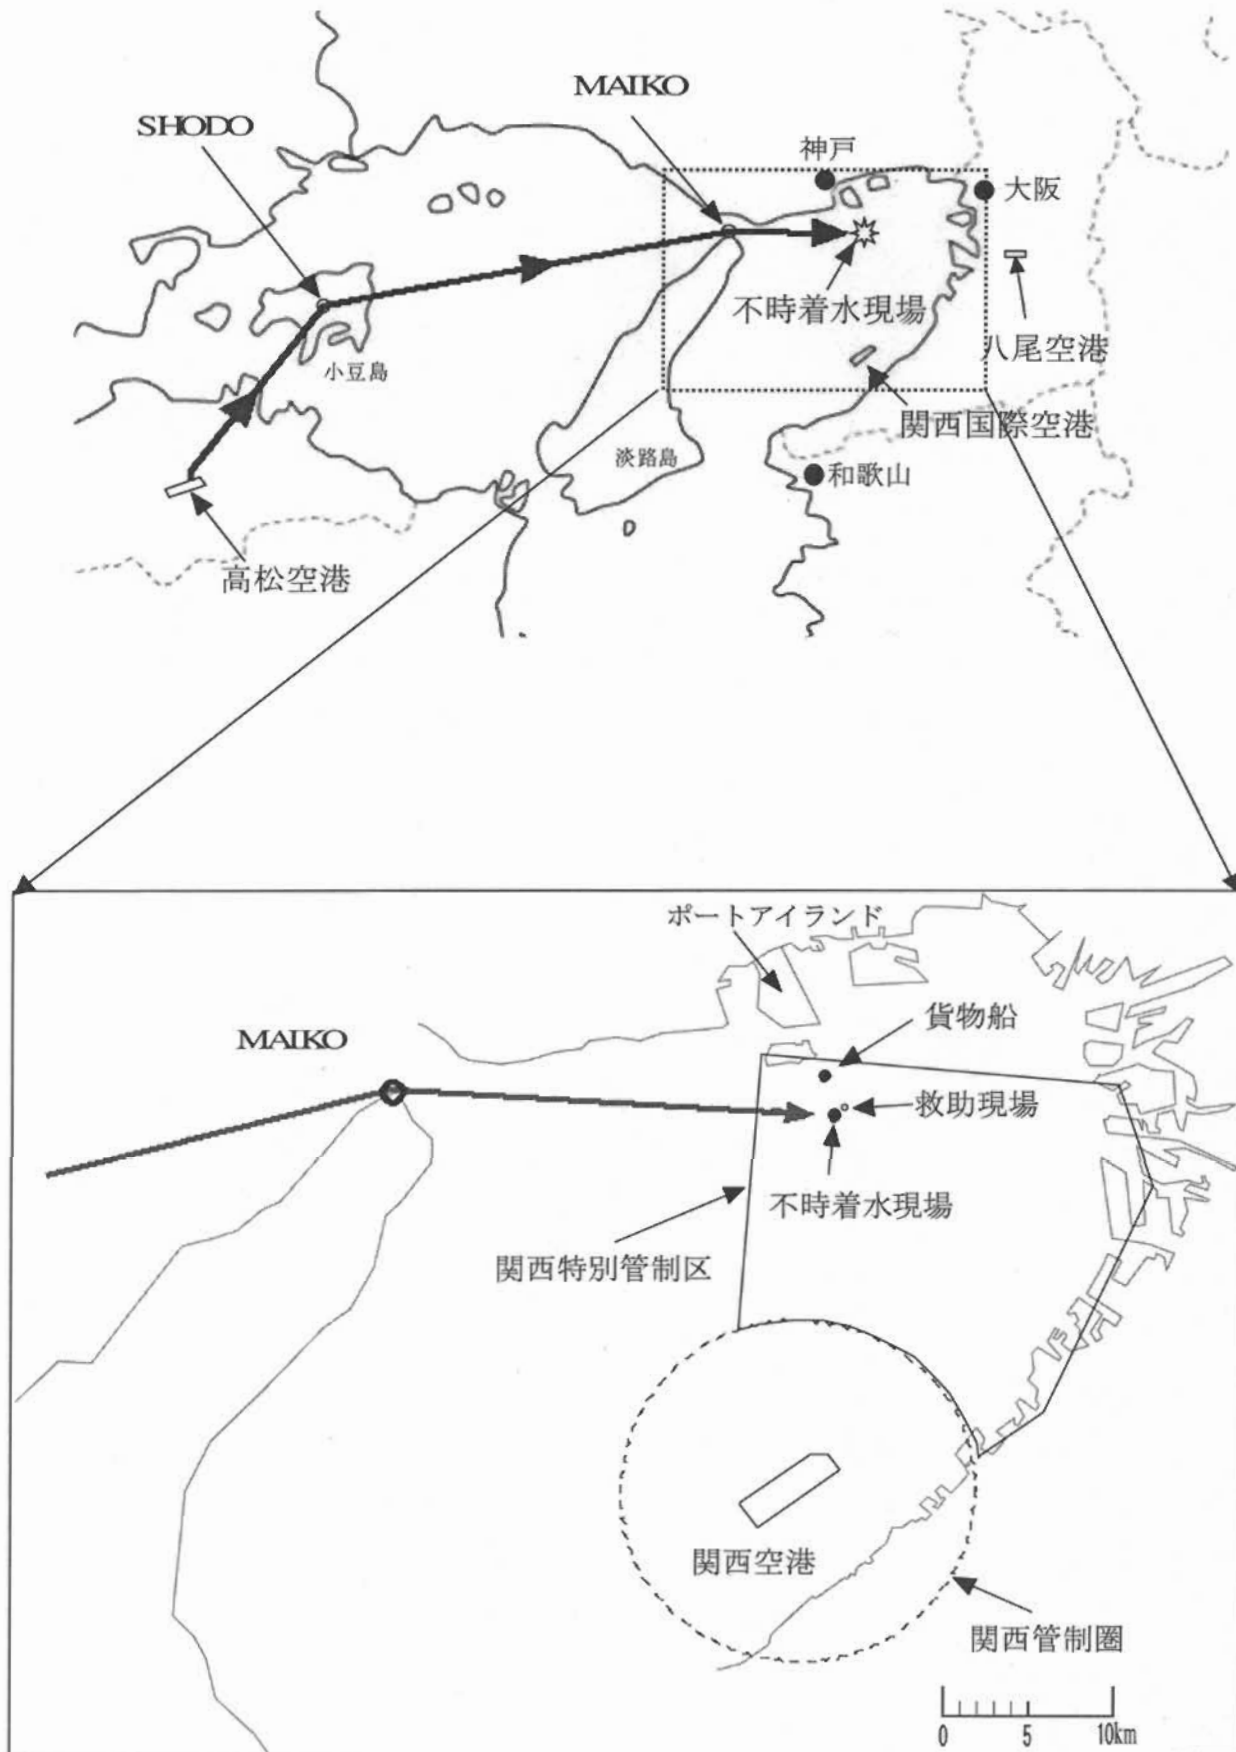 MAIKO
SHODO
神戸
大阪
不時着水現場
八尾空港
小豆島
関西国際空港
淡路島
和歌山
高松空港
ポートアイランド
貨物船
MAIKO
救助現場
不時着水現場
関西特別管制区
関西空港
関西管制圏
0 5 10km